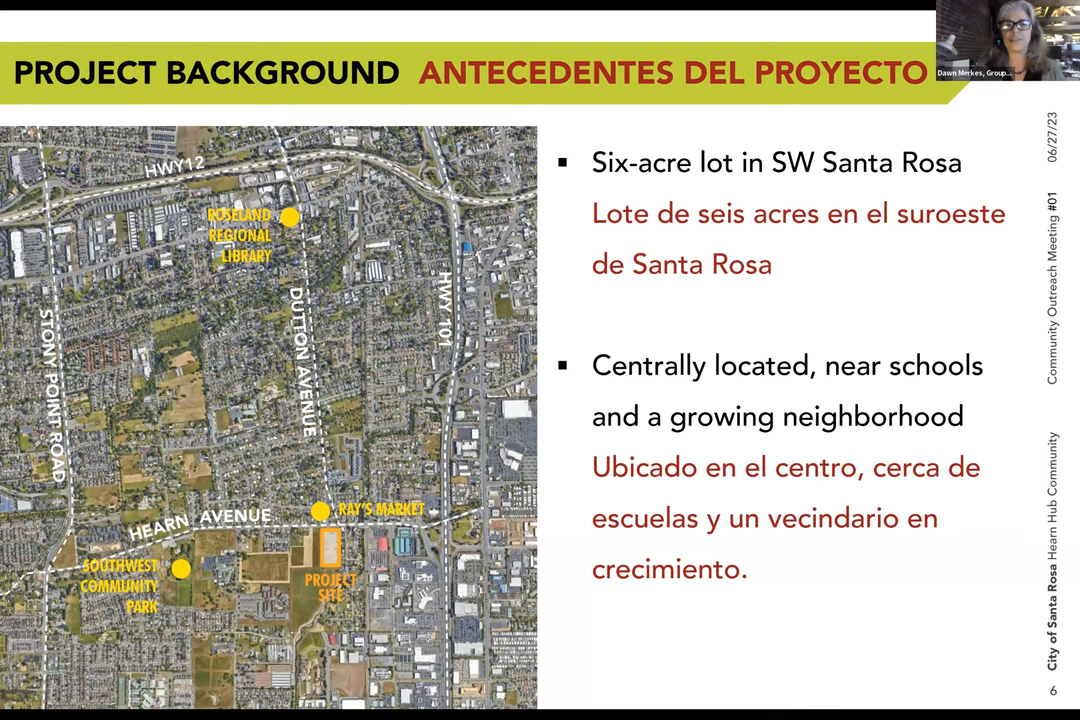 PROJECT BACKGROUND ANTECEDENTES DEL PROYECTO
Dawn Merkes, Group...
HWY12
ROSELAND
REGIONAL
LIBRARY
HWY 101
DUTTON AVENUE
STONY POINT ROAD
HEARN AVENUE
RAY'S MARKET
SOUTHWEST
COMMUNITY
PARK
PROJECT
SITE
▪ Six-acre lot in SW Santa Rosa
Lote de seis acres en el suroeste
de Santa Rosa
▪ Centrally located, near schools
and a growing neighborhood
Ubicado en el centro, cerca de
escuelas y un vecindario en
crecimiento.
City of Santa Rosa Hearn Hub Community Community Outreach Meeting #01 06/27/23
6